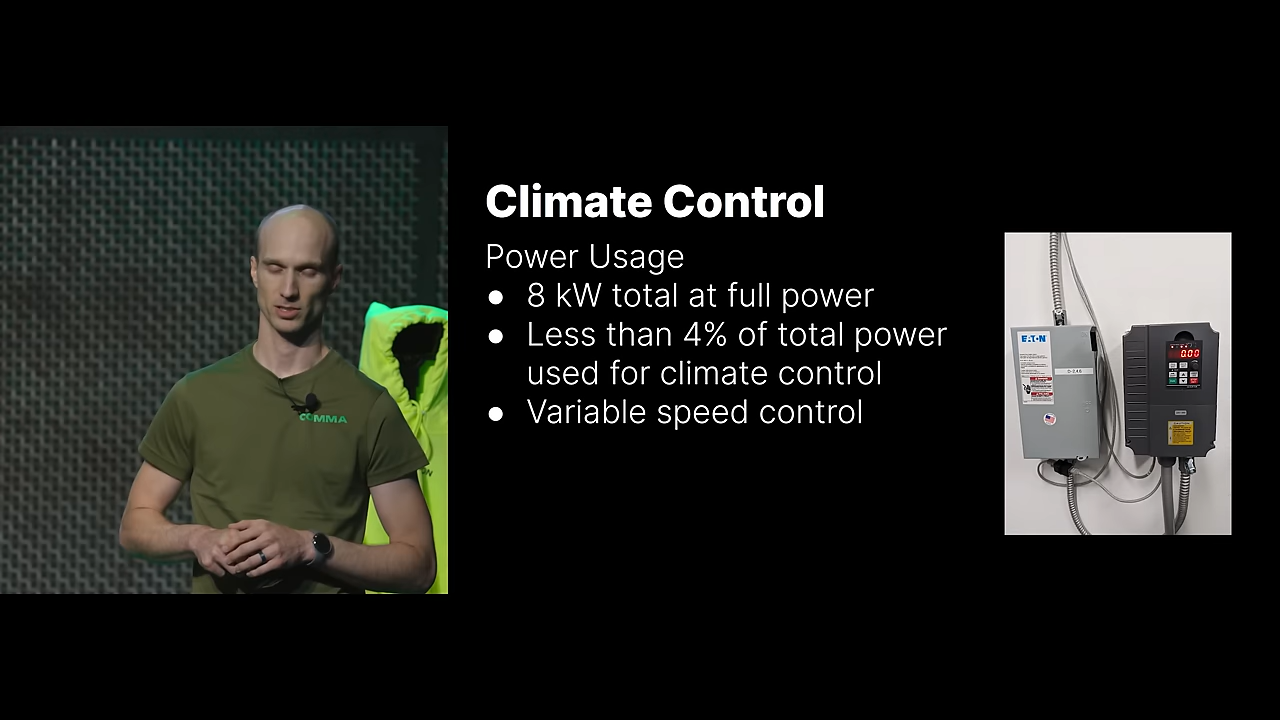 Climate Control
Power Usage
● 8 kW total at full power
● Less than 4% of total power
used for climate control
● Variable speed control
COMMA
E·T·N
0.00